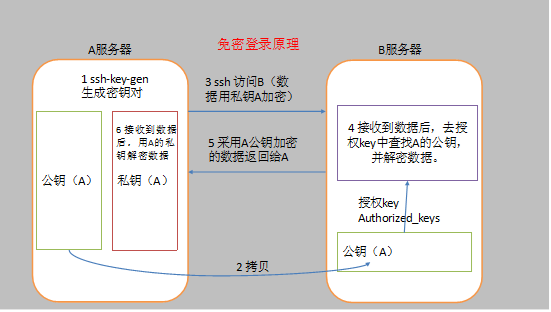 免密登录原理
A服务器
B服务器
1 ssh-key-gen
生成密钥对
公钥（A）
6 接收到数据
后，用A的私
钥解密数据
私钥（A）
3 ssh 访问B（数
据用私钥A加密）
5 采用A公钥加密
的数据返回给A
4 接收到数据后，去授
权key中查找A的公钥，
并解密数据。
授权key
Authorized_keys
公钥（A）
2 拷贝